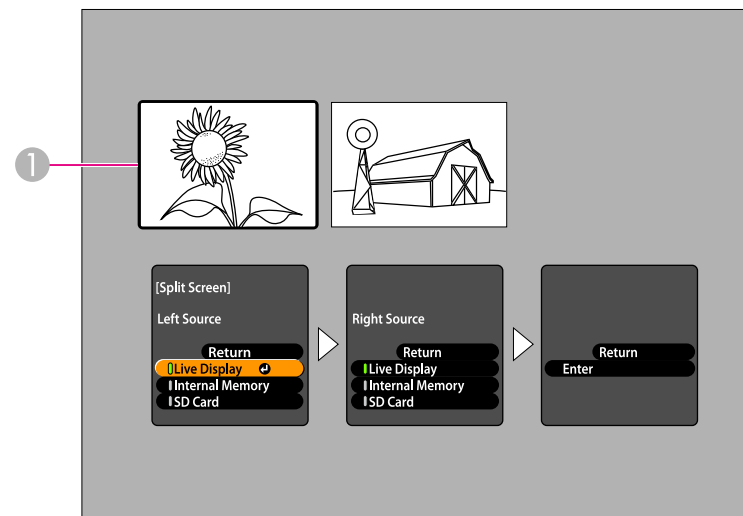 1
[Split Screen]
Left Source
Return
Live Display
Internal Memory
SD Card
Right Source
Return
Live Display
Internal Memory
SD Card
Return
Enter